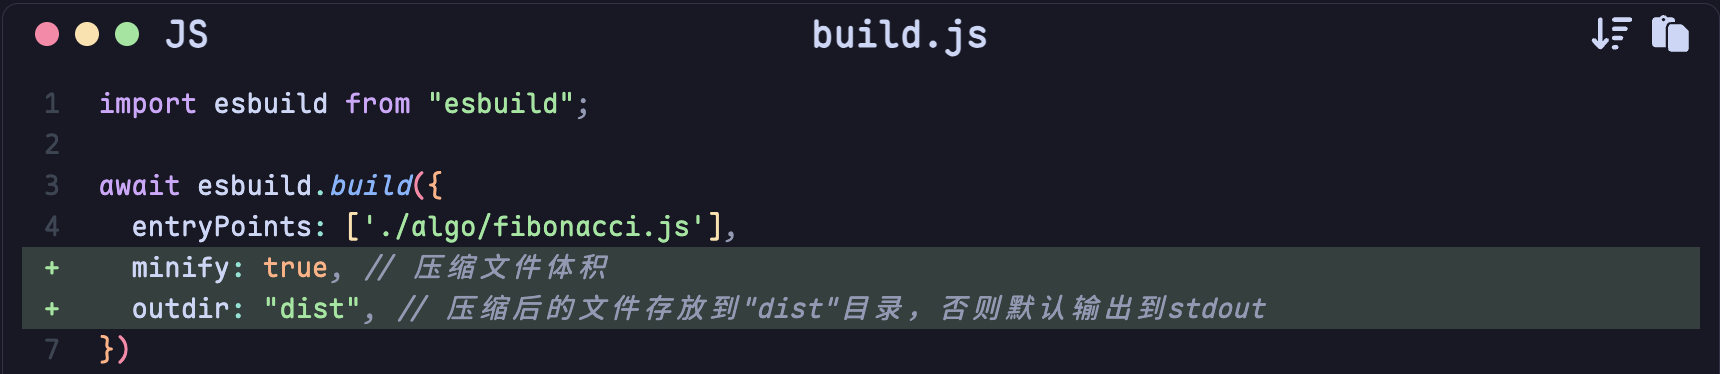 JS
build.js
1 import esbuild from "esbuild";
2
3 await esbuild.build({
4   entryPoints: ['./algo/fibonacci.js'],
+   minify: true, // 压缩文件体积
+   outdir: "dist", // 压缩后的文件存放到"dist"目录，否则默认输出到stdout
7 })